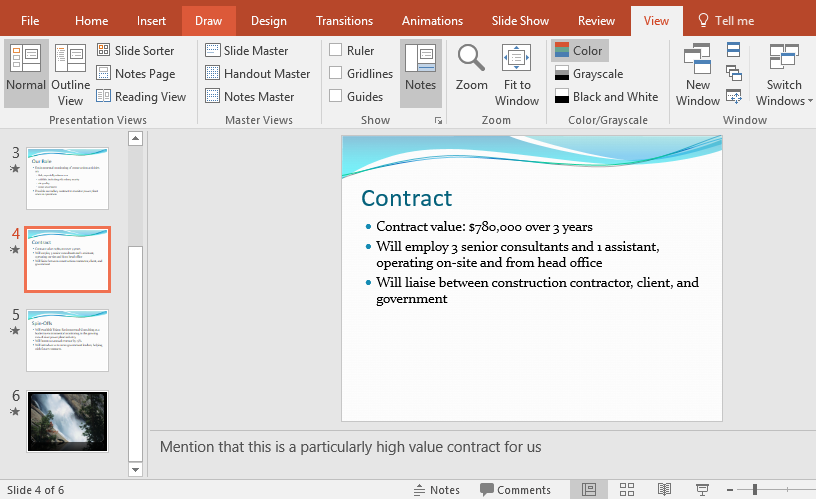 File Home Insert Draw Design Transitions Animations Slide Show Review View Tell me
Normal
Outline View
Slide Sorter
Notes Page
Reading View
Presentation Views
Slide Master
Handout Master
Notes Master
Master Views
Ruler
Gridlines
Guides
Show
Notes
Zoom
Fit to Window
Zoom
Color
Grayscale
Black and White
Color/Grayscale
New Window
Switch Windows
Window
3
Our Role
4
Contract
5
Spin-Offs
6
Contract
Contract value: $780,000 over 3 years
Will employ 3 senior consultants and 1 assistant,
operating on-site and from head office
Will liaise between construction contractor, client, and
government
Mention that this is a particularly high value contract for us
Slide 4 of 6 Notes Comments